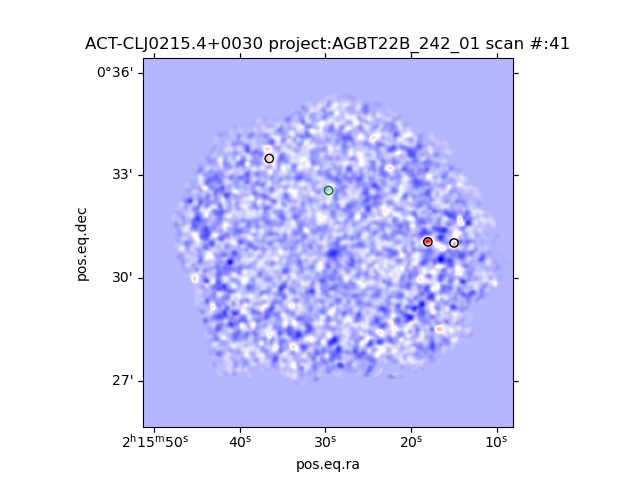 ACT-CLJ0215.4+0030 project:AGBT22B_242_01 scan #:41
0°36'
33'
30'
27'
pos.eq.dec
2ʰ15ᵐ50ˢ 40ˢ 30ˢ 20ˢ 10ˢ
pos.eq.ra